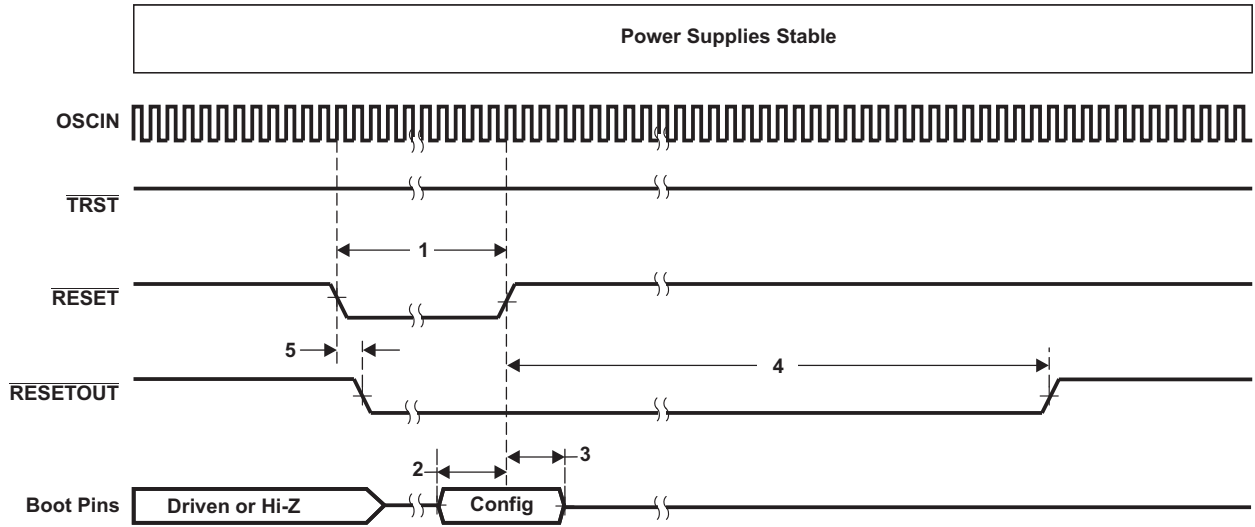 Power Supplies Stable
OSCIN
TRST
1
RESET
5
4
RESETOUT
2
3
Boot Pins
Driven or Hi-Z
Config